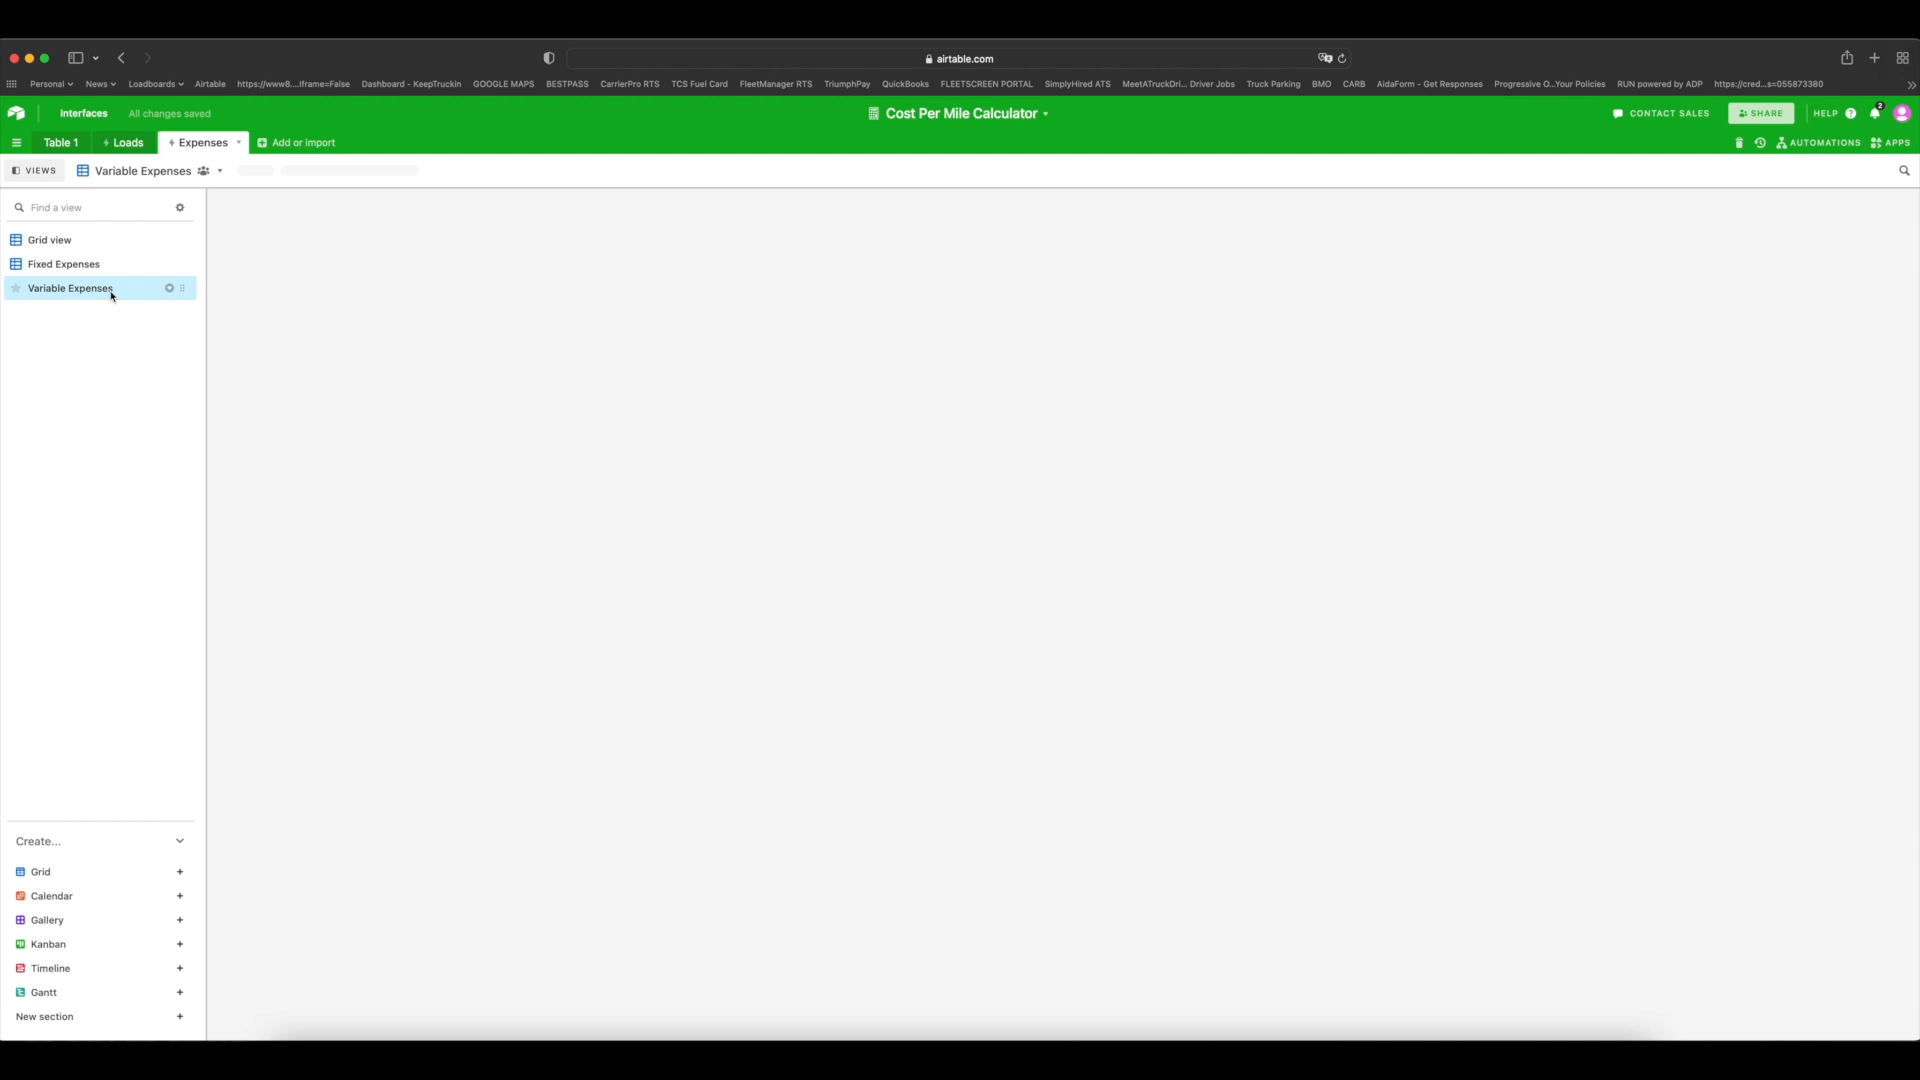 airtable.com
Personal News Loadboards Airtable https://www8....Iframe=False Dashboard - KeepTruckin GOOGLE MAPS BESTPASS CarrierPro RTS TCS Fuel Card FleetManager RTS TriumphPay QuickBooks FLEETSCREEN PORTAL SimplyHired ATS MeetATruckDri... Driver Jobs Truck Parking BMO CARB AidaForm - Get Responses Progressive O...Your Policies RUN powered by ADP https://cred...s=055873380
Interfaces All changes saved Cost Per Mile Calculator CONTACT SALES SHARE HELP 2
Table 1 Loads Expenses Add or import AUTOMATIONS APPS
VIEWS Variable Expenses
Find a view
Grid view
Fixed Expenses
Variable Expenses
Create...
Grid
Calendar
Gallery
Kanban
Timeline
Gantt
New section